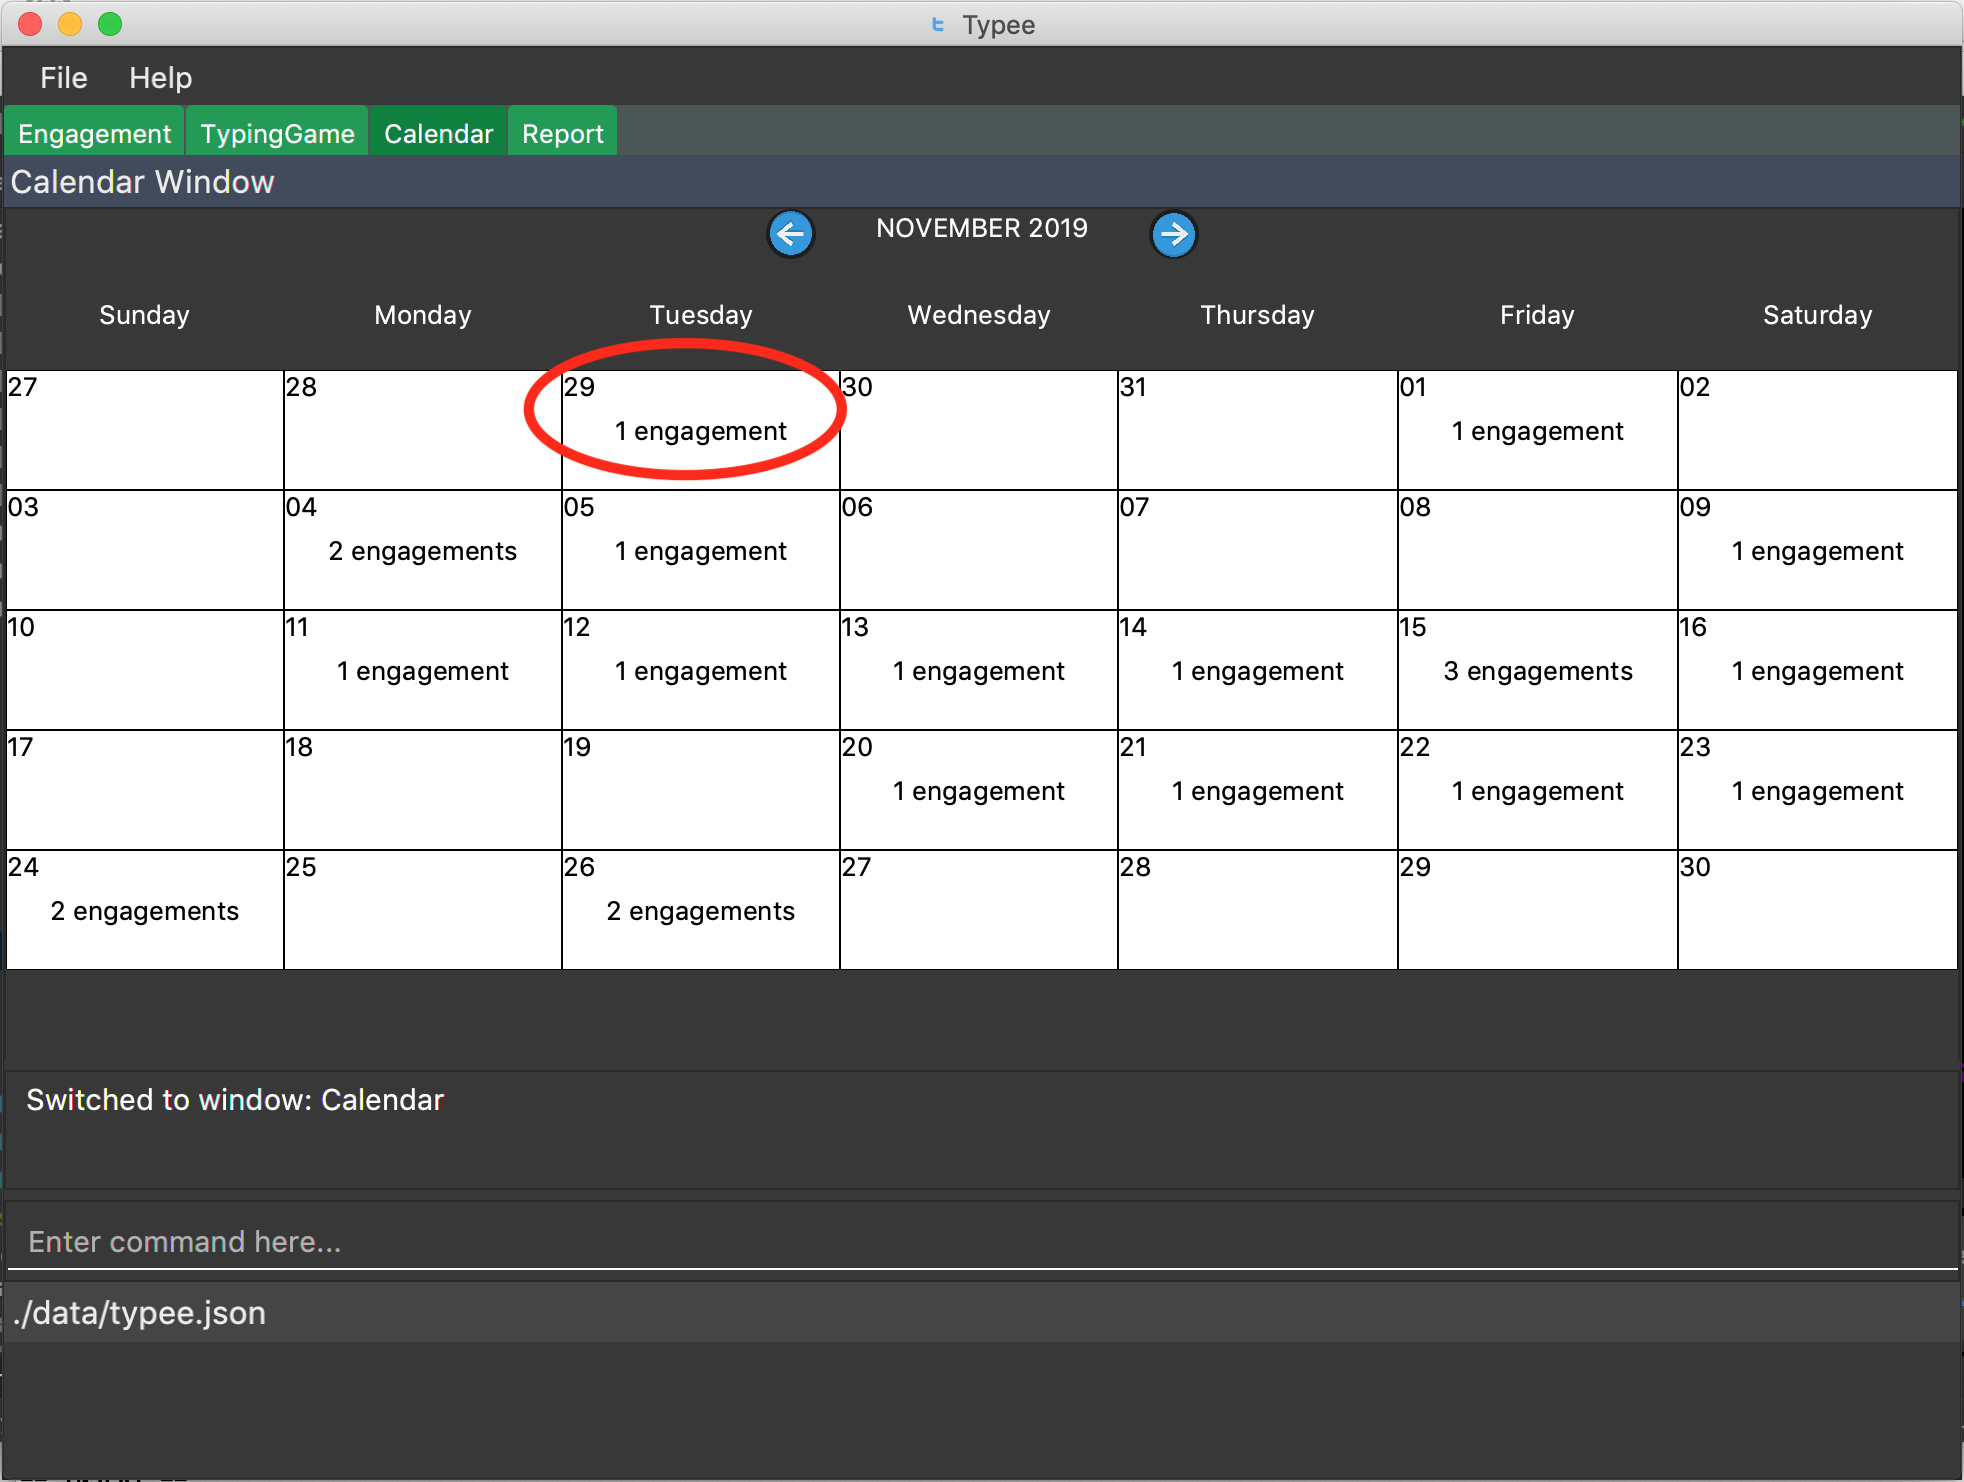 Typee
File Help
Engagement TypingGame Calendar Report
Calendar Window
NOVEMBER 2019
Sunday Monday Tuesday Wednesday Thursday Friday Saturday
27 28 29 30 31 01 02
1 engagement 1 engagement
03 04 05 06 07 08 09
2 engagements 1 engagement 1 engagement
10 11 12 13 14 15 16
1 engagement 1 engagement 1 engagement 1 engagement 3 engagements 1 engagement
17 18 19 20 21 22 23
1 engagement 1 engagement 1 engagement 1 engagement
24 25 26 27 28 29 30
2 engagements 2 engagements
Switched to window: Calendar
Enter command here...
./data/typee.json